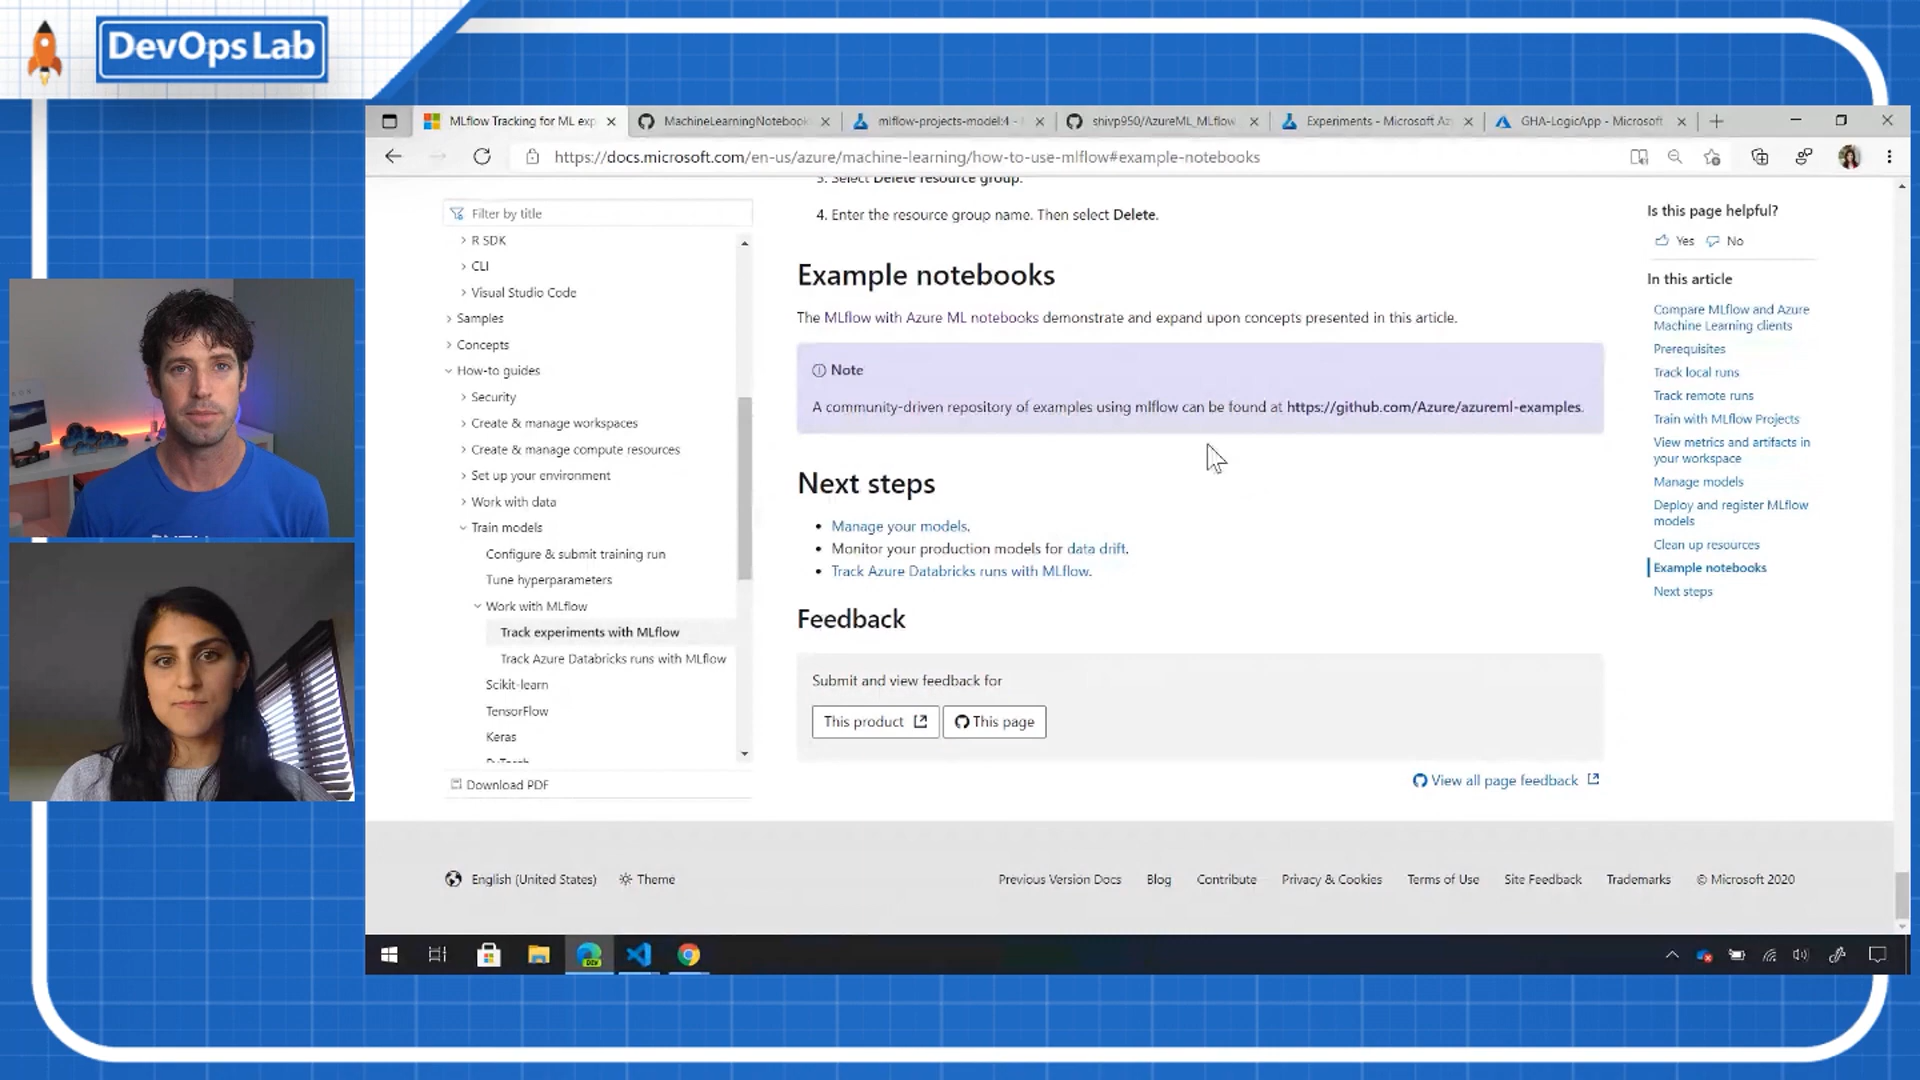 DevOps Lab
MLflow Tracking for ML exp
MachineLearningNotebook
mlflow-projects-model:4 -
shivp950/AzureML_MLflow
Experiments - Microsoft Az
GHA-LogicApp - Microsoft
https://docs.microsoft.com/en-us/azure/machine-learning/how-to-use-mlflow#example-notebooks
Filter by title
R SDK
CLI
Visual Studio Code
Samples
Concepts
How-to guides
Security
Create & manage workspaces
Create & manage compute resources
Set up your environment
Work with data
Train models
Configure & submit training run
Tune hyperparameters
Work with MLflow
Track experiments with MLflow
Track Azure Databricks runs with MLflow
Scikit-learn
TensorFlow
Keras
PyTorch
Download PDF
3. Select Delete resource group.
4. Enter the resource group name. Then select Delete.
Example notebooks
The MLflow with Azure ML notebooks demonstrate and expand upon concepts presented in this article.
Note
A community-driven repository of examples using mlflow can be found at https://github.com/Azure/azureml-examples.
Next steps
• Manage your models.
• Monitor your production models for data drift.
• Track Azure Databricks runs with MLflow.
Feedback
Submit and view feedback for
This product
This page
View all page feedback
Is this page helpful?
Yes No
In this article
Compare MLflow and Azure
Machine Learning clients
Prerequisites
Track local runs
Track remote runs
Train with MLflow Projects
View metrics and artifacts in
your workspace
Manage models
Deploy and register MLflow
models
Clean up resources
Example notebooks
Next steps
English (United States) Theme
Previous Version Docs Blog Contribute Privacy & Cookies Terms of Use Site Feedback Trademarks © Microsoft 2020
DEV